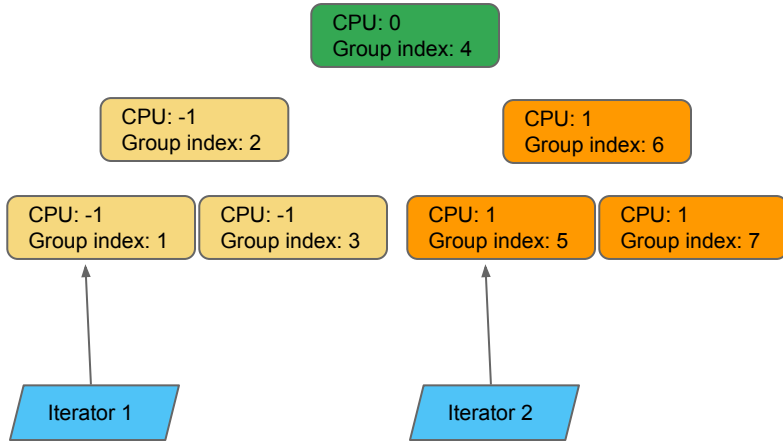 CPU: 0
Group index: 4
CPU: -1
Group index: 2
CPU: 1
Group index: 6
CPU: -1
Group index: 1
CPU: -1
Group index: 3
CPU: 1
Group index: 5
CPU: 1
Group index: 7
Iterator 1
Iterator 2